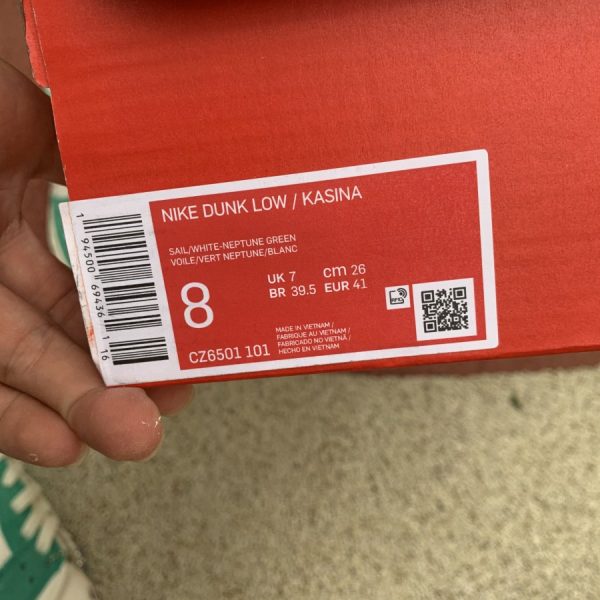 NIKE DUNK LOW / KASINA
SAIL/WHITE-NEPTUNE GREEN
VOILE/VERT NEPTUNE/BLANC
8
UK 7 cm 26
BR 39.5 EUR 41
CZ6501 101
MADE IN VIETNAM /
FABRIQUE AU VIETNAM /
FABRICADO NO VIETNÃ /
HECHO EN VIETNAM
1 94500 69436 1 16